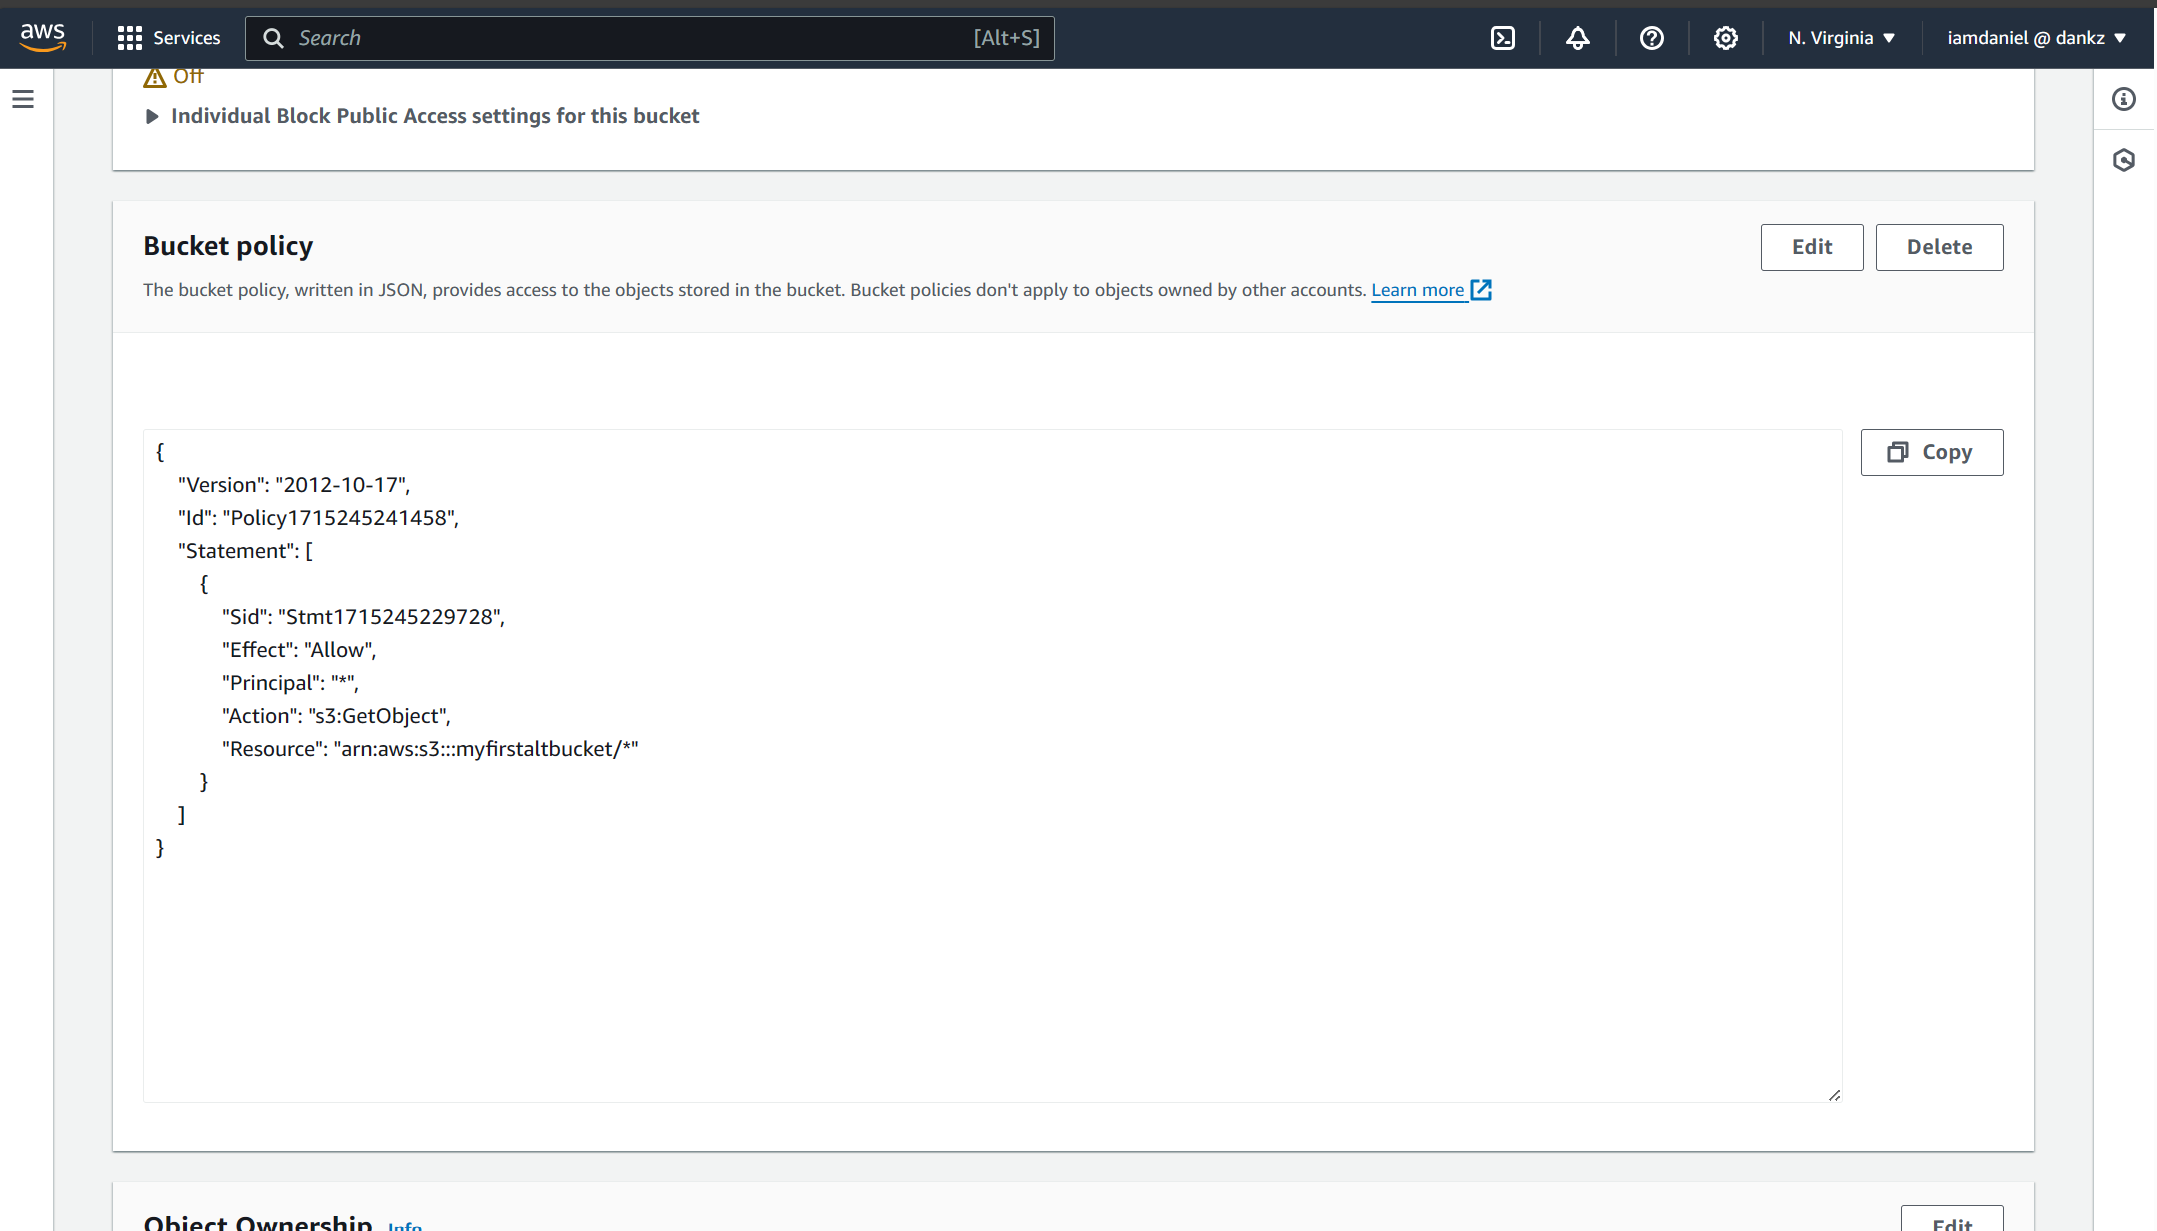 aws Services Search [Alt+S] N. Virginia iamdaniel @ dankz
Off
Individual Block Public Access settings for this bucket
Bucket policy
Edit Delete
The bucket policy, written in JSON, provides access to the objects stored in the bucket. Bucket policies don't apply to objects owned by other accounts. Learn more
Copy
{
"Version": "2012-10-17",
"Id": "Policy1715245241458",
"Statement": [
{
"Sid": "Stmt1715245229728",
"Effect": "Allow",
"Principal": "*",
"Action": "s3:GetObject",
"Resource": "arn:aws:s3:::myfirstaltbucket/*"
}
]
}
Object Ownership Info
Edit